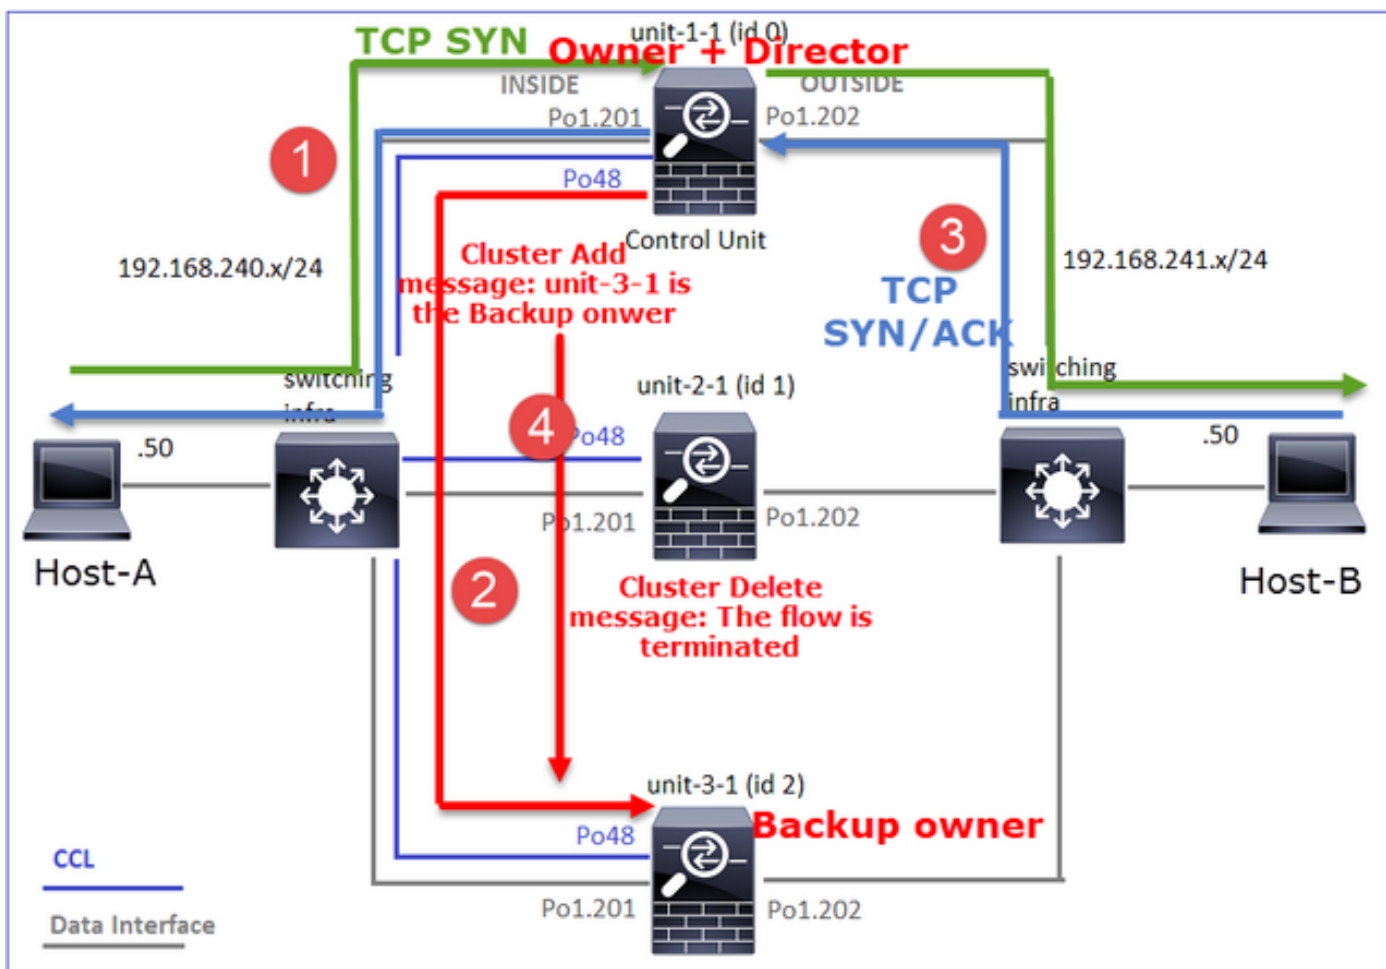 unit-1-1 (id 0)
TCP SYN
Owner + Director
INSIDE
OUTSIDE
Po1.201
Po1.202
1
Po48
3
Control Unit
192.168.240.x/24
Cluster Add
message: unit-3-1 is
the Backup onwer
192.168.241.x/24
TCP
SYN/ACK
switching
infra
switching
infra
unit-2-1 (id 1)
4
Po48
.50
.50
Po1.201
Po1.202
Host-A
Host-B
2
Cluster Delete
message: The flow is
terminated
unit-3-1 (id 2)
Backup owner
Po48
CCL
Po1.201
Po1.202
Data Interface